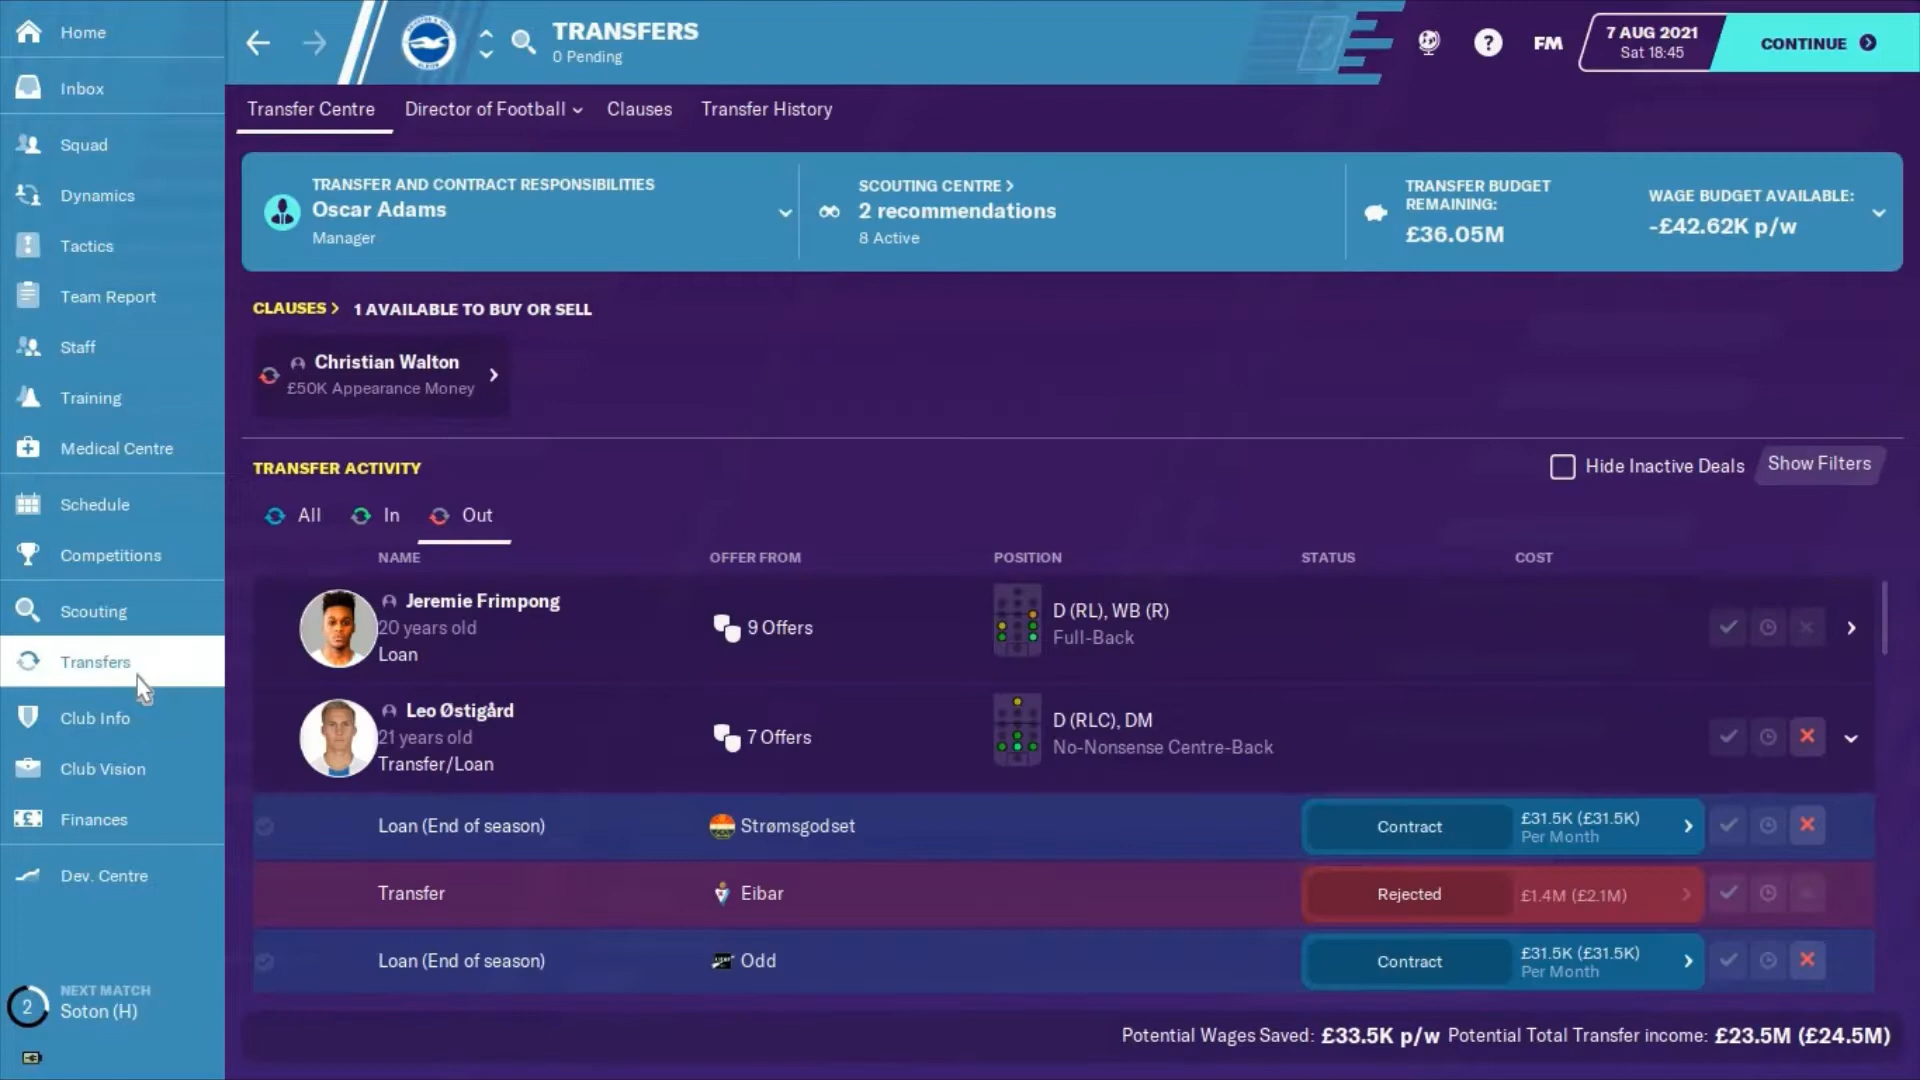 Home
Inbox
Squad
Dynamics
Tactics
Team Report
Staff
Training
Medical Centre
Schedule
Competitions
Scouting
Transfers
Club Info
Club Vision
Finances
Dev. Centre
2
NEXT MATCH
Soton (H)
TRANSFERS
0 Pending
?
FM
7 AUG 2021
Sat 18:45
CONTINUE
Transfer Centre Director of Football Clauses Transfer History
TRANSFER AND CONTRACT RESPONSIBILITIES
Oscar Adams
Manager
SCOUTING CENTRE >
2 recommendations
8 Active
TRANSFER BUDGET
REMAINING:
£36.05M
WAGE BUDGET AVAILABLE:
-£42.62K p/w
CLAUSES > 1 AVAILABLE TO BUY OR SELL
Christian Walton
£50K Appearance Money
TRANSFER ACTIVITY
Hide Inactive Deals Show Filters
All In Out
NAME OFFER FROM POSITION STATUS COST
Jeremie Frimpong
20 years old
Loan
9 Offers
D (RL), WB (R)
Full-Back
Leo Østigård
21 years old
Transfer/Loan
7 Offers
D (RLC), DM
No-Nonsense Centre-Back
Loan (End of season) Strømsgodset Contract £31.5K (£31.5K)
Per Month
Transfer Eibar Rejected £1.4M (£2.1M)
Loan (End of season) Odd Contract £31.5K (£31.5K)
Per Month
Potential Wages Saved: £33.5K p/w Potential Total Transfer income: £23.5M (£24.5M)